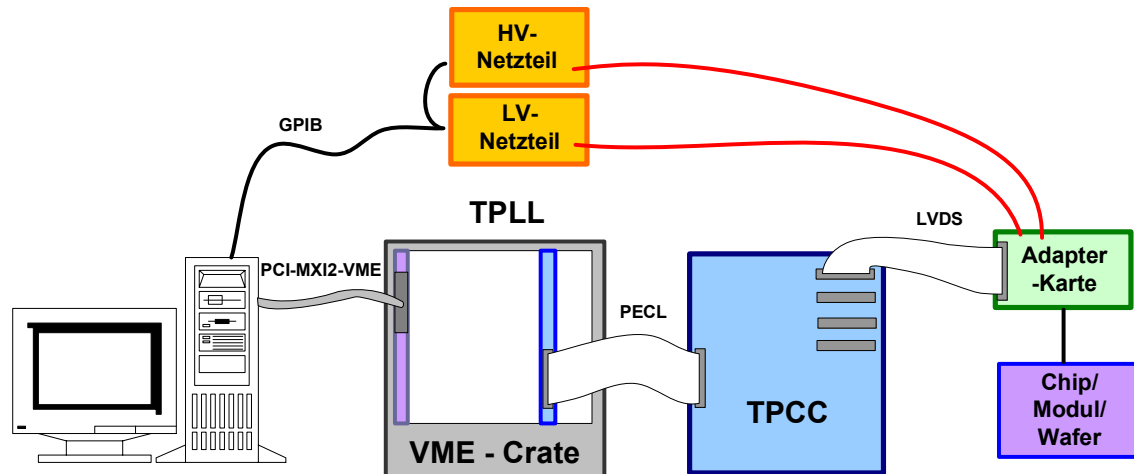 HV-
Netzteil
LV-
Netzteil
GPIB
TPLL
LVDS
PCI-MXI2-VME
Adapter
-Karte
PECL
TPCC
Chip/
Modul/
Wafer
VME - Crate